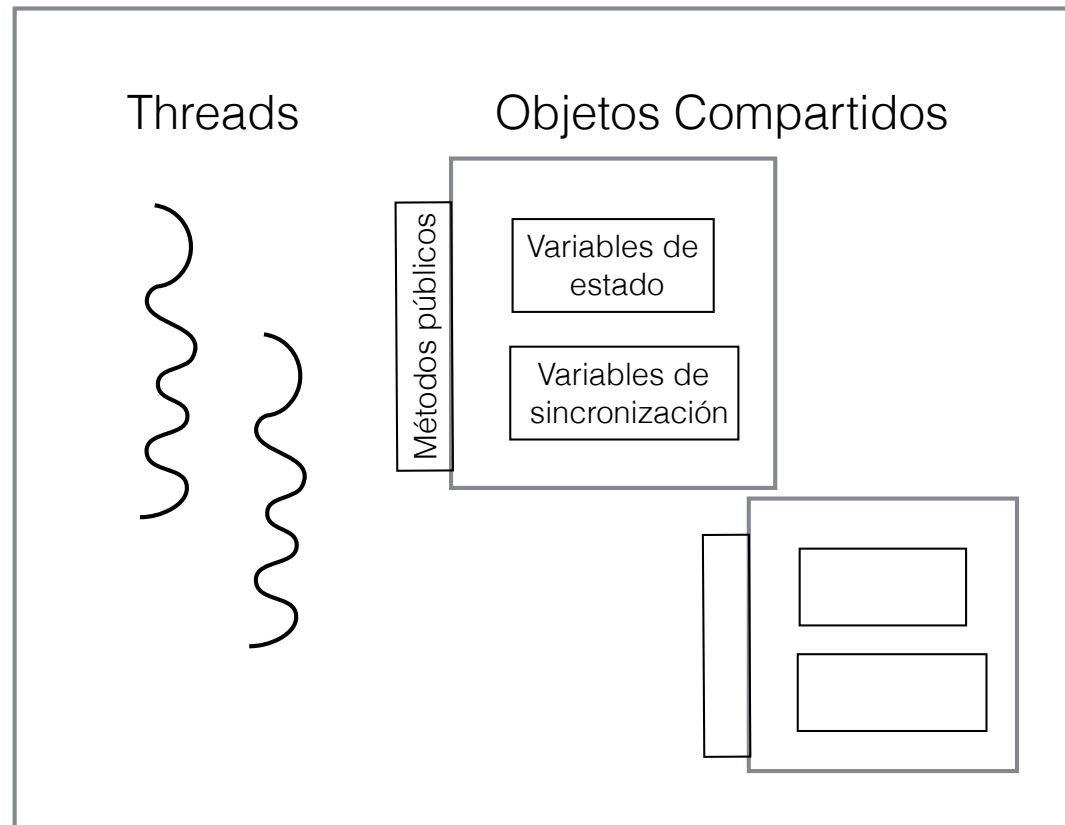 Threads
Objetos Compartidos
Métodos públicos
Variables de
estado
Variables de
sincronización